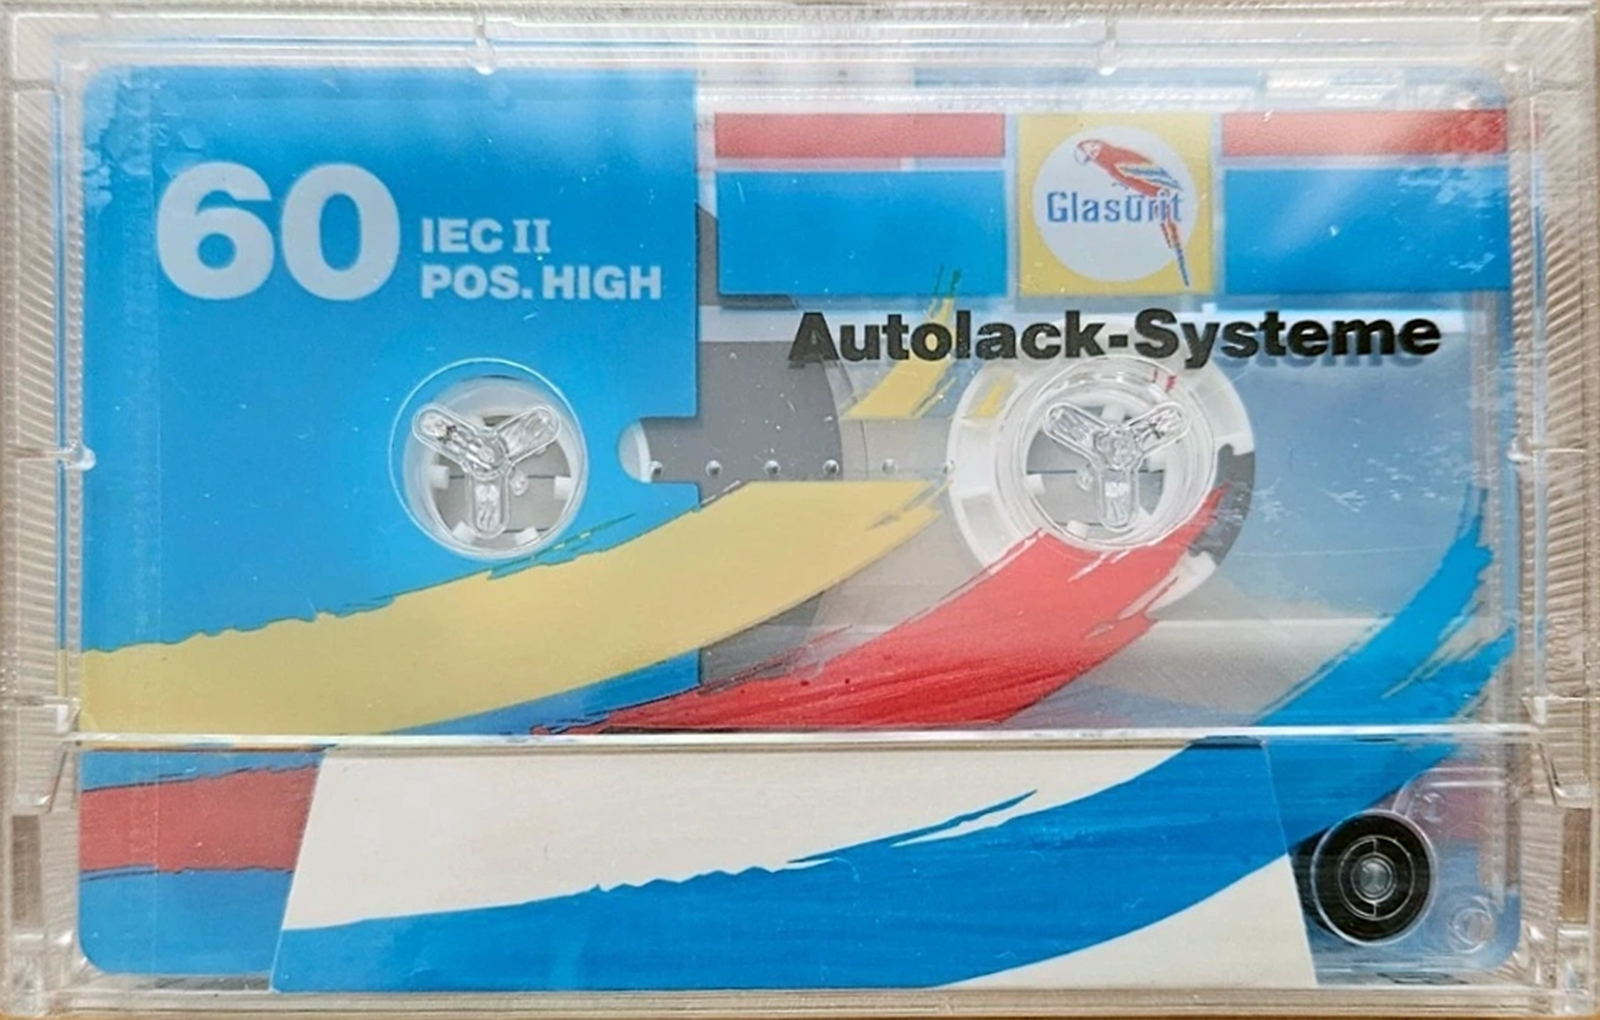 60
IEC II
POS. HIGH
Glasurit
Autolack-Systeme